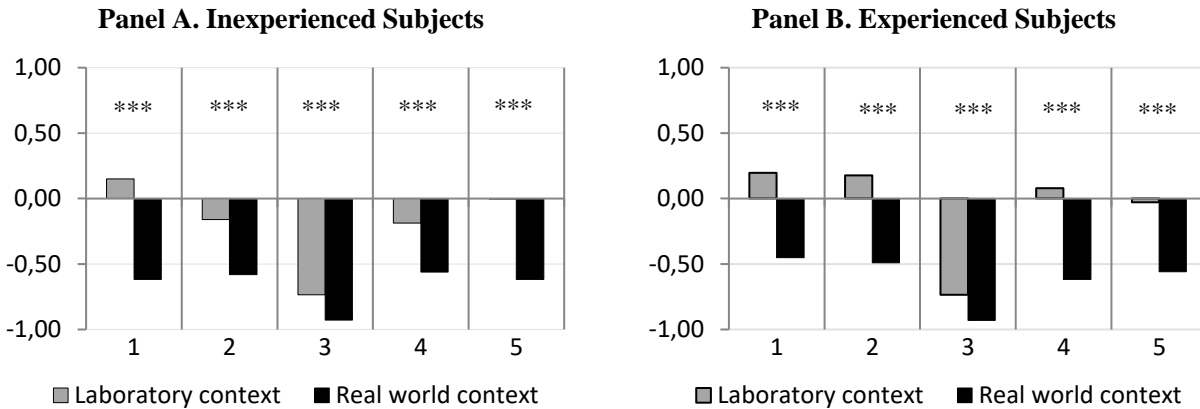 Panel A. Inexperienced Subjects
1,00
0,50
0,00
-0,50
-1,00
*** *** *** *** ***
1 2 3 4 5
Laboratory context Real world context
Panel B. Experienced Subjects
1,00
0,50
0,00
-0,50
-1,00
*** *** *** *** ***
1 2 3 4 5
Laboratory context Real world context